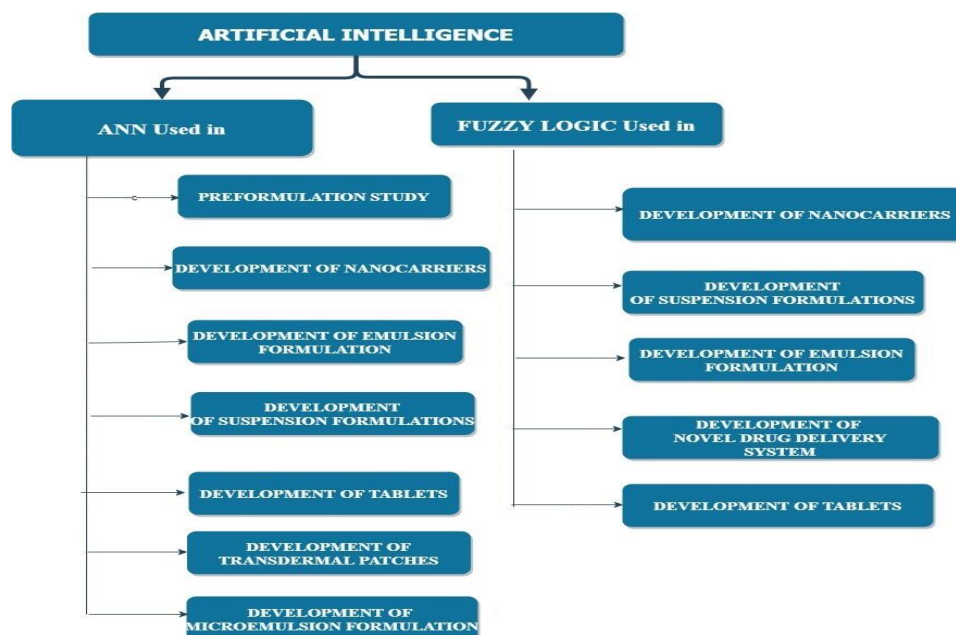 ARTIFICIAL INTELLIGENCE
ANN Used in
PREFORMULATION STUDY
c
DEVELOPMENT OF NANOCARRIERS
DEVELOPMENT OF EMULSION
FORMULATION
DEVELOPMENT
OF SUSPENSION FORMULATIONS
DEVELOPMENT OF TABLETS
DEVELOPMENT OF
TRANSDERMAL PATCHES
DEVELOPMENT OF
MICROEMULSION FORMULATION
FUZZY LOGIC Used in
DEVELOPMENT OF NANOCARRIERS
DEVELOPMENT
OF SUSPENSION FORMULATIONS
DEVELOPMENT OF EMULSION
FORMULATION
DEVELOPMENT OF
NOVEL DRUG DELIVERY
SYSTEM
DEVELOPMENT OF TABLETS